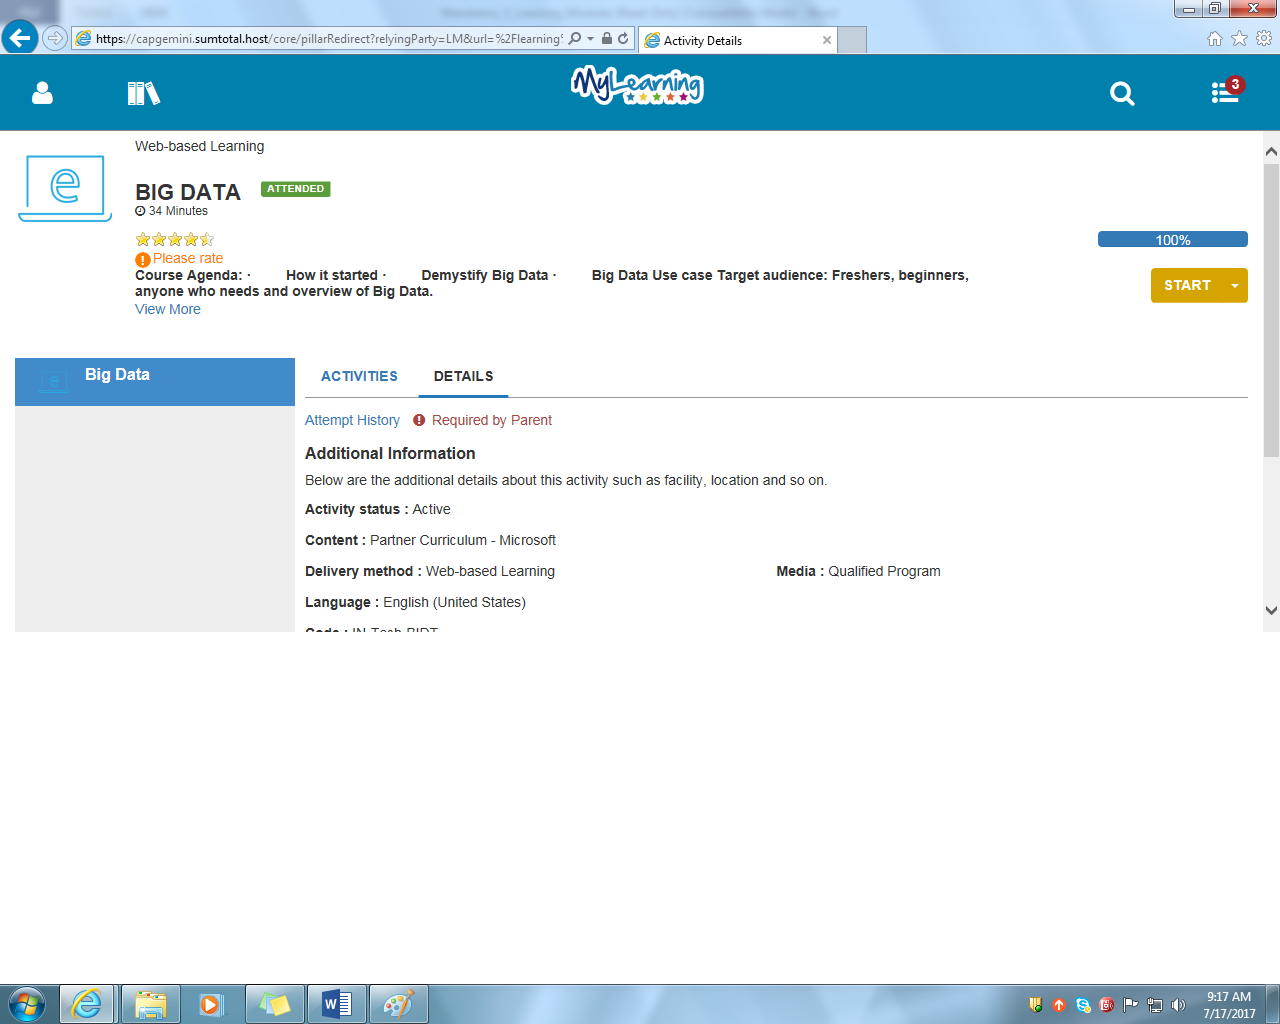 https://capgemini.sumtotal.host/core/pillarRedirect?relyingParty=LM&url=%2Flearning%
Activity Details
MyLearning
3
Web-based Learning
BIG DATA ATTENDED
34 Minutes
100%
Please rate
Course Agenda: · How it started · Demystify Big Data · Big Data Use case Target audience: Freshers, beginners,
anyone who needs and overview of Big Data.
START
View More
Big Data
ACTIVITIES DETAILS
Attempt History Required by Parent
Additional Information
Below are the additional details about this activity such as facility, location and so on.
Activity status : Active
Content : Partner Curriculum - Microsoft
Delivery method : Web-based Learning Media : Qualified Program
Language : English (United States)
Code : IN-Tech-BIDT
9:17 AM
7/17/2017